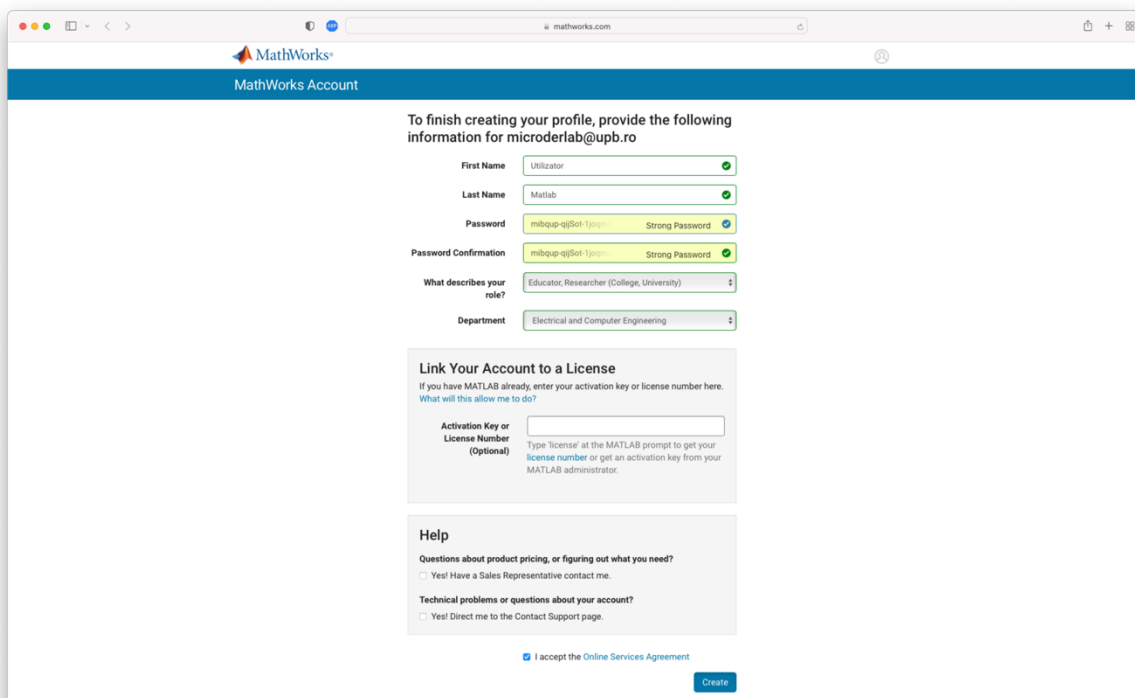 mathworks.com
MathWorks®
MathWorks Account
To finish creating your profile, provide the following
information for microderlab@upb.ro
First Name
Utilizator
Last Name
Matlab
Password
mibqup-qijSot-1joqm Strong Password
Password Confirmation
mibqup-qijSot-1joqm Strong Password
What describes your
role?
Educator, Researcher (College, University)
Department
Electrical and Computer Engineering
Link Your Account to a License
If you have MATLAB already, enter your activation key or license number here.
What will this allow me to do?
Activation Key or
License Number
(Optional)
Type 'license' at the MATLAB prompt to get your
license number or get an activation key from your
MATLAB administrator.
Help
Questions about product pricing, or figuring out what you need?
Yes! Have a Sales Representative contact me.
Technical problems or questions about your account?
Yes! Direct me to the Contact Support page.
I accept the Online Services Agreement
Create